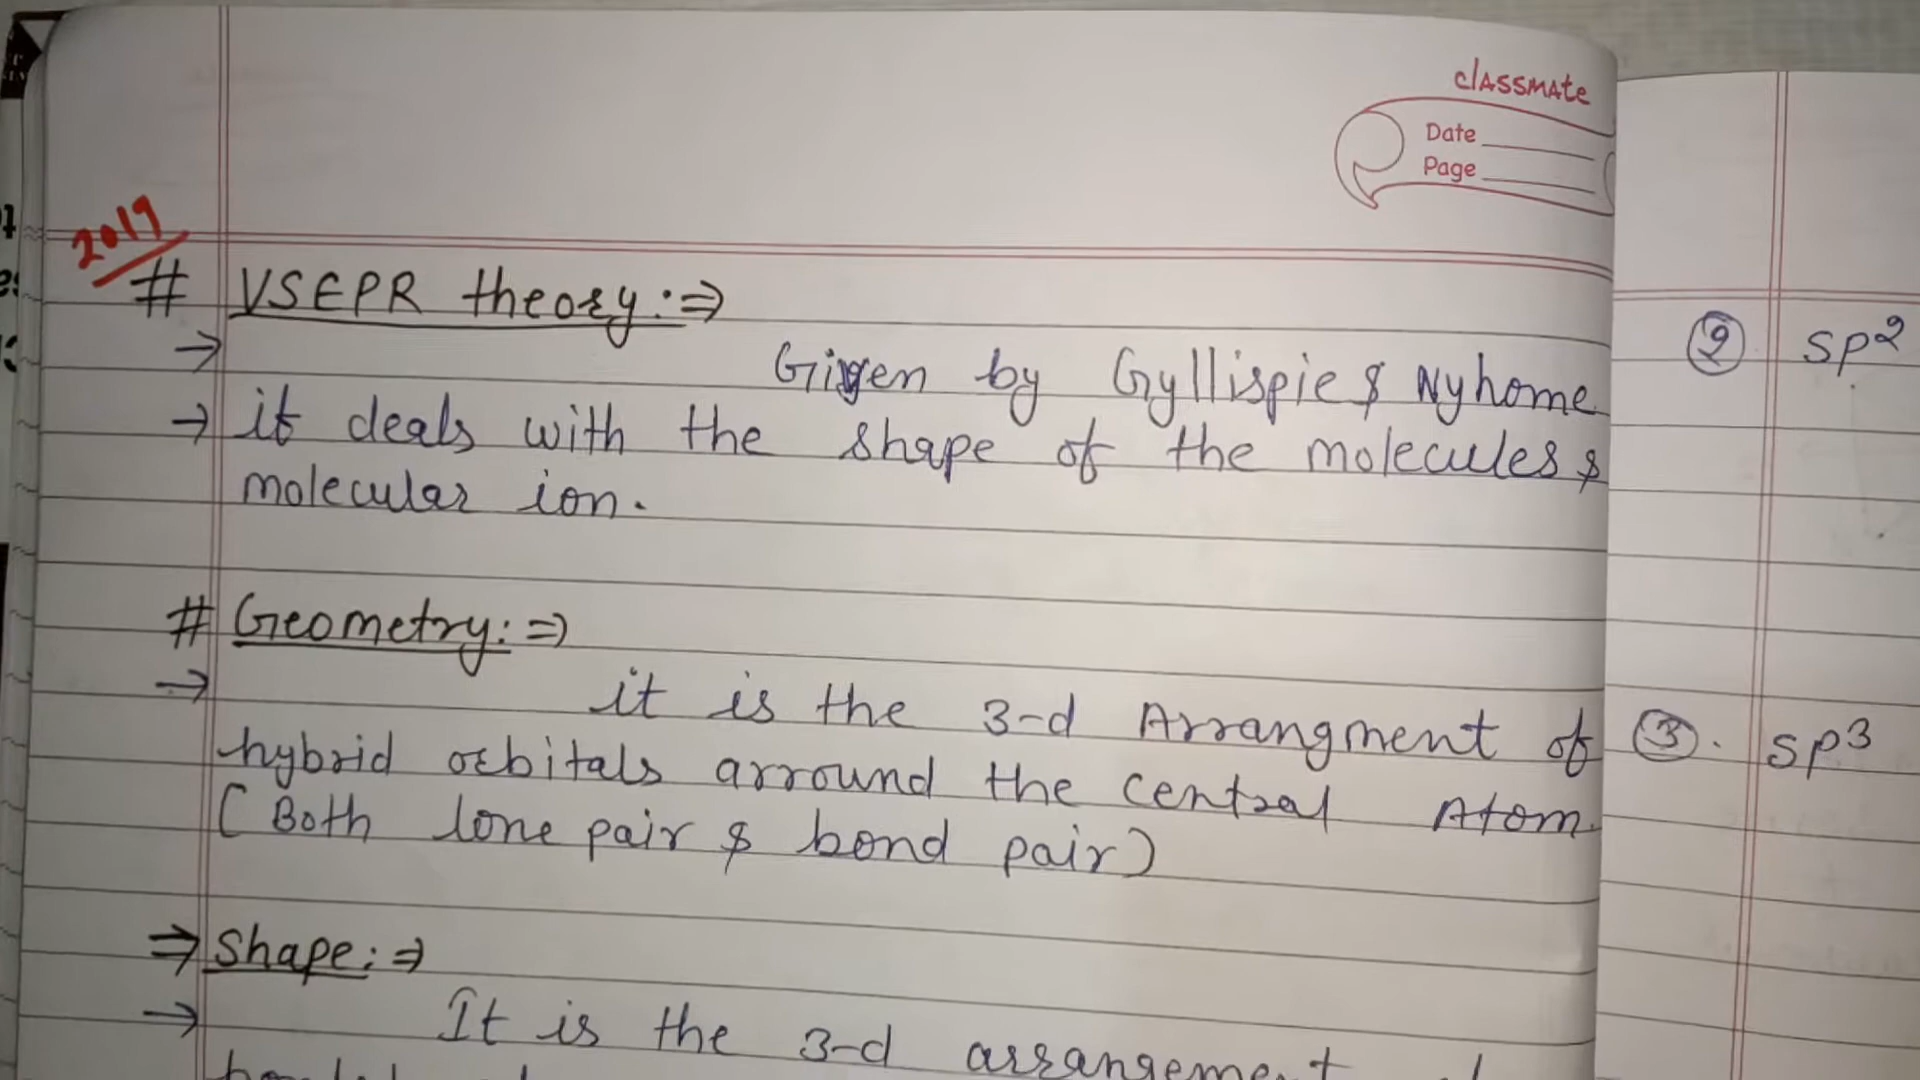 classmate
Date
Page
2019
# VSEPR theory :⇒
→ Given by Gyllispie & Nyhome
→ it deals with the shape of the molecules &
molecular ion.
# Geometry :⇒
→ it is the 3-d Arrangment of
hybrid orbitals arround the central Atom.
( Both lone pair & bond pair )
⇒ Shape :⇒
→ It is the 3-d arrangement
② sp²
③. sp³